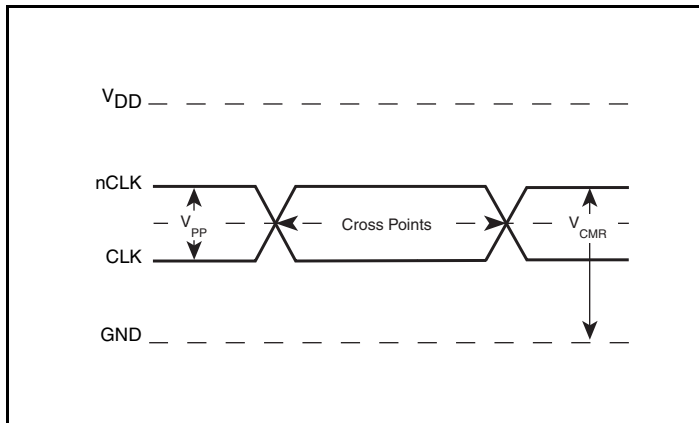 VDD
nCLK
VPP
Cross Points
VCMR
CLK
GND